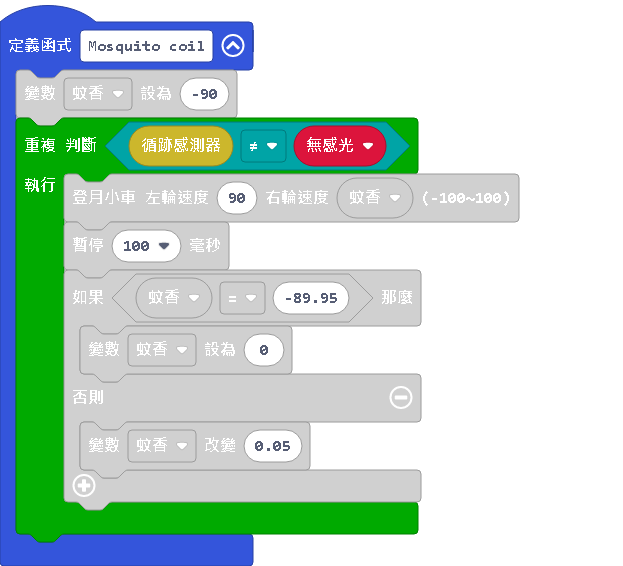 定義函式 Mosquito coil
變數 蚊香 設為 -90
重複 判斷 循跡感測器 ≠ 無感光
執行
登月小車 左輪速度 90 右輪速度 蚊香 (-100~100)
暫停 100 毫秒
如果 蚊香 = -89.95 那麼
變數 蚊香 設為 0
否則
變數 蚊香 改變 0.05